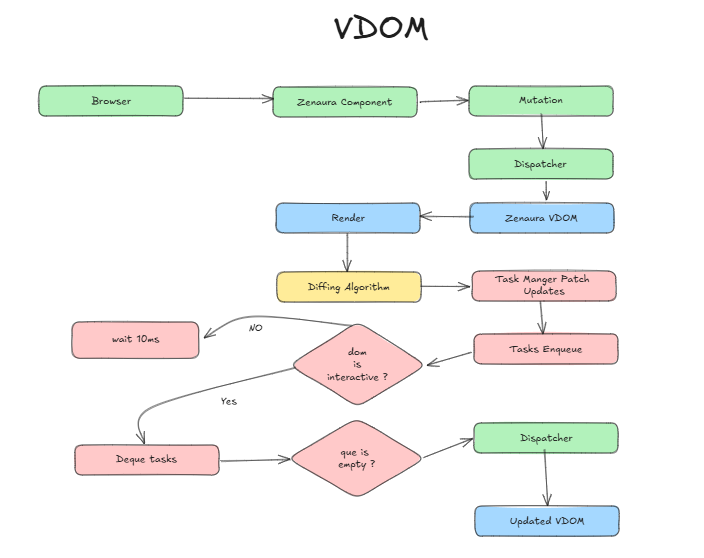 VDOM
Browser
Zenaura Component
Mutation
Dispatcher
Render
Zenaura VDOM
Diffing Algorithm
Task Manger Patch
Updates
NO
wait 10ms
dom
is
interactive ?
Tasks Enqueue
Yes
Deque tasks
que is
empty ?
Dispatcher
Updated VDOM